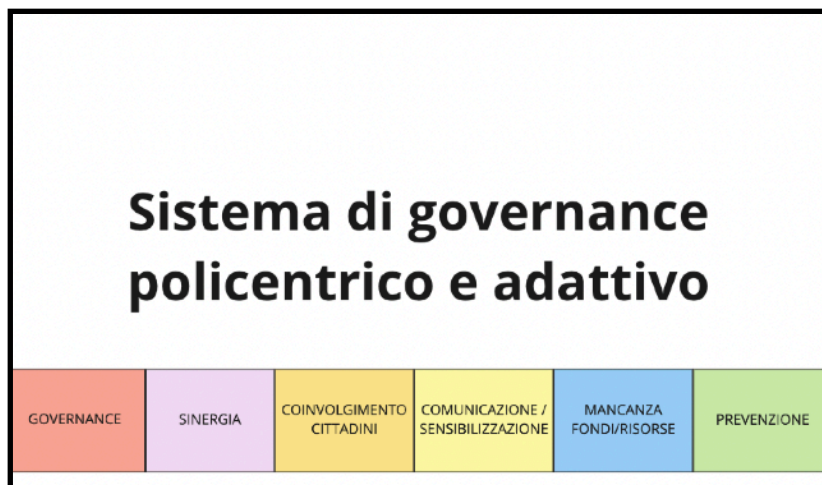 Sistema di governance
policentrico e adattivo
GOVERNANCE
SINERGIA
COINVOLGIMENTO
CITTADINI
COMUNICAZIONE /
SENSIBILIZZAZIONE
MANCANZA
FONDI/RISORSE
PREVENZIONE